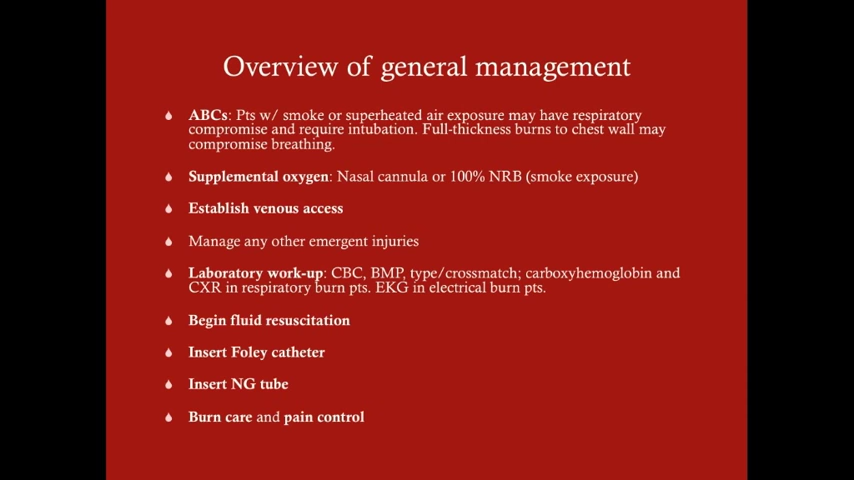 Overview of general management
ABCs: Pts w/ smoke or superheated air exposure may have respiratory
compromise and require intubation. Full-thickness burns to chest wall may
compromise breathing.
Supplemental oxygen: Nasal cannula or 100% NRB (smoke exposure)
Establish venous access
Manage any other emergent injuries
Laboratory work-up: CBC, BMP, type/crossmatch; carboxyhemoglobin and
CXR in respiratory burn pts. EKG in electrical burn pts.
Begin fluid resuscitation
Insert Foley catheter
Insert NG tube
Burn care and pain control